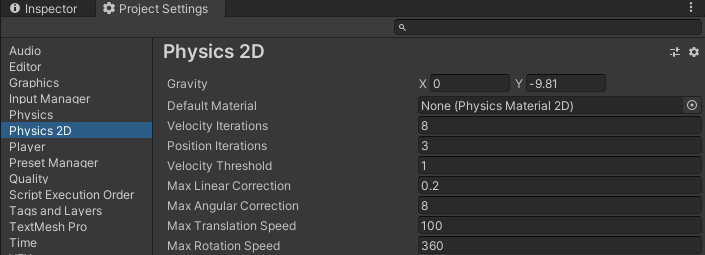 Inspector
Project Settings
Audio
Editor
Graphics
Input Manager
Physics
Physics 2D
Player
Preset Manager
Quality
Script Execution Order
Tags and Layers
TextMesh Pro
Time
Physics 2D
Gravity X 0 Y -9.81
Default Material None (Physics Material 2D)
Velocity Iterations 8
Position Iterations 3
Velocity Threshold 1
Max Linear Correction 0.2
Max Angular Correction 8
Max Translation Speed 100
Max Rotation Speed 360